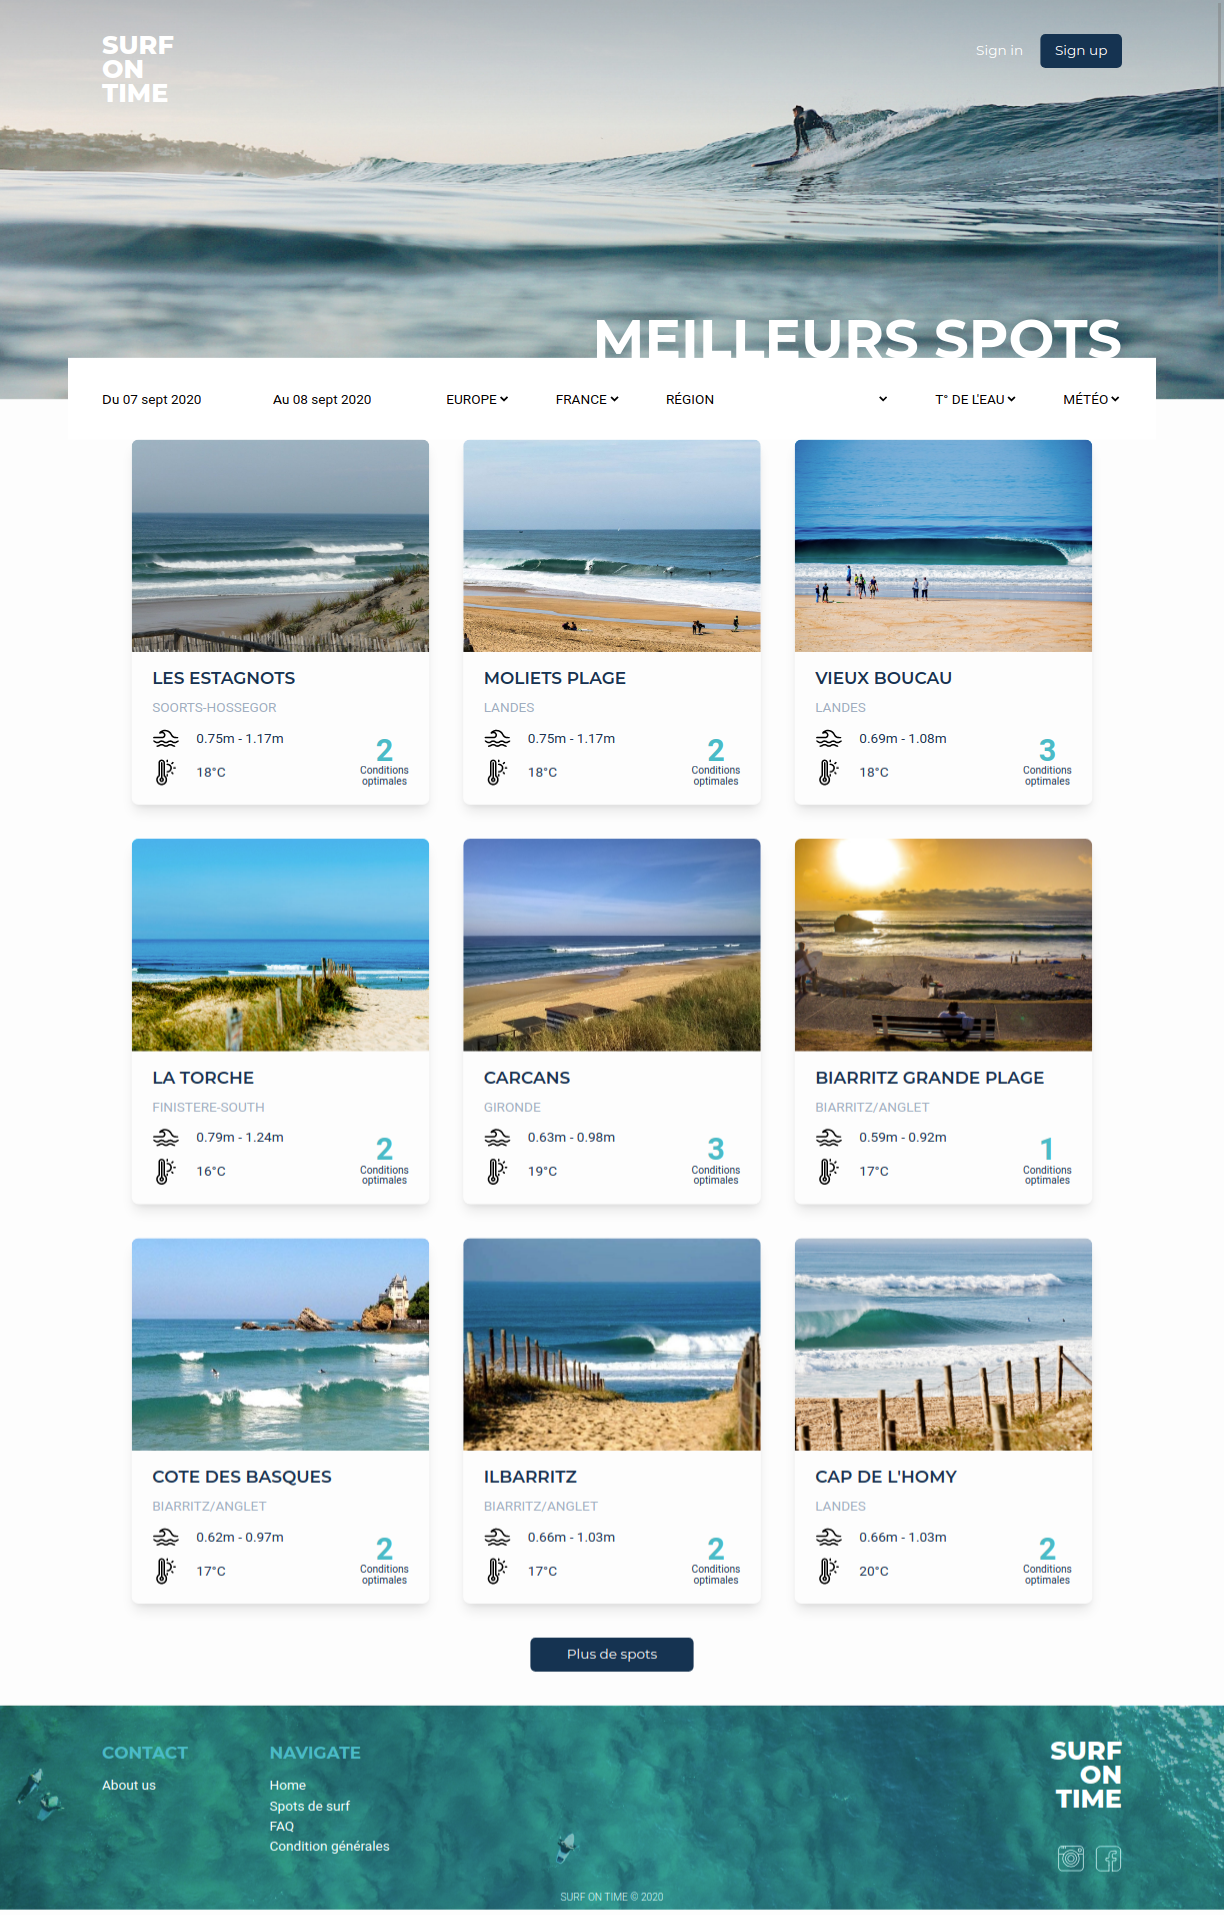 SURF
ON
TIME
Sign in
Sign up
MEILLEURS SPOTS
Du 07 sept 2020
Au 08 sept 2020
EUROPE
FRANCE
RÉGION
T° DE L'EAU
MÉTÉO
LES ESTAGNOTS
SOORTS-HOSSEGOR
0.75m - 1.17m
18°C
2
Conditions
optimales
MOLIETS PLAGE
LANDES
0.75m - 1.17m
18°C
2
Conditions
optimales
VIEUX BOUCAU
LANDES
0.69m - 1.08m
18°C
3
Conditions
optimales
LA TORCHE
FINISTERE-SOUTH
0.79m - 1.24m
16°C
2
Conditions
optimales
CARCANS
GIRONDE
0.63m - 0.98m
19°C
3
Conditions
optimales
BIARRITZ GRANDE PLAGE
BIARRITZ/ANGLET
0.59m - 0.92m
17°C
1
Conditions
optimales
COTE DES BASQUES
BIARRITZ/ANGLET
0.62m - 0.97m
17°C
2
Conditions
optimales
ILBARRITZ
BIARRITZ/ANGLET
0.66m - 1.03m
17°C
2
Conditions
optimales
CAP DE L'HOMY
LANDES
0.66m - 1.03m
20°C
2
Conditions
optimales
Plus de spots
CONTACT
About us
NAVIGATE
Home
Spots de surf
FAQ
Condition générales
SURF
ON
TIME
SURF ON TIME © 2020